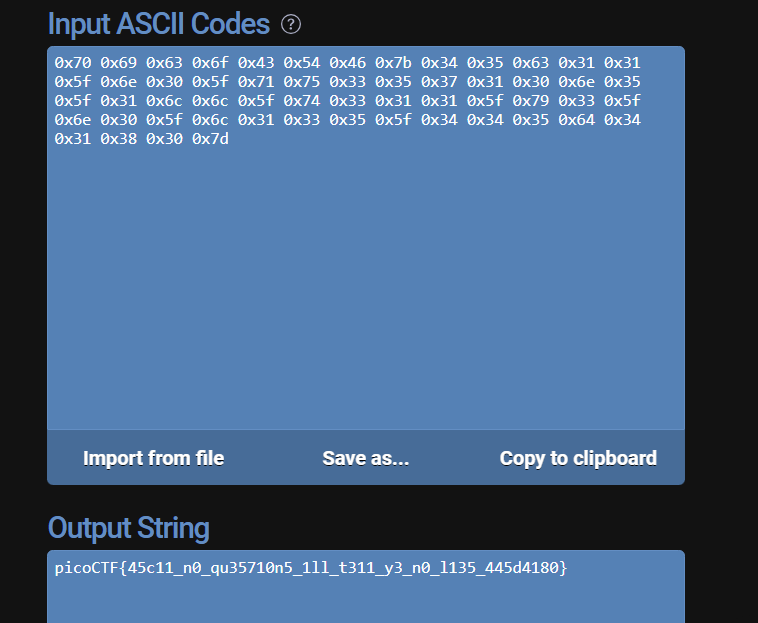 Input ASCII Codes ?
0x70 0x69 0x63 0x6f 0x43 0x54 0x46 0x7b 0x34 0x35 0x63 0x31 0x31
0x5f 0x6e 0x30 0x5f 0x71 0x75 0x33 0x35 0x37 0x31 0x30 0x6e 0x35
0x5f 0x31 0x6c 0x6c 0x5f 0x74 0x33 0x31 0x31 0x5f 0x79 0x33 0x5f
0x6e 0x30 0x5f 0x6c 0x31 0x33 0x35 0x5f 0x34 0x34 0x35 0x64 0x34
0x31 0x38 0x30 0x7d
Import from file Save as... Copy to clipboard
Output String
picoCTF{45c11_n0_qu35710n5_1ll_t311_y3_n0_l135_445d4180}